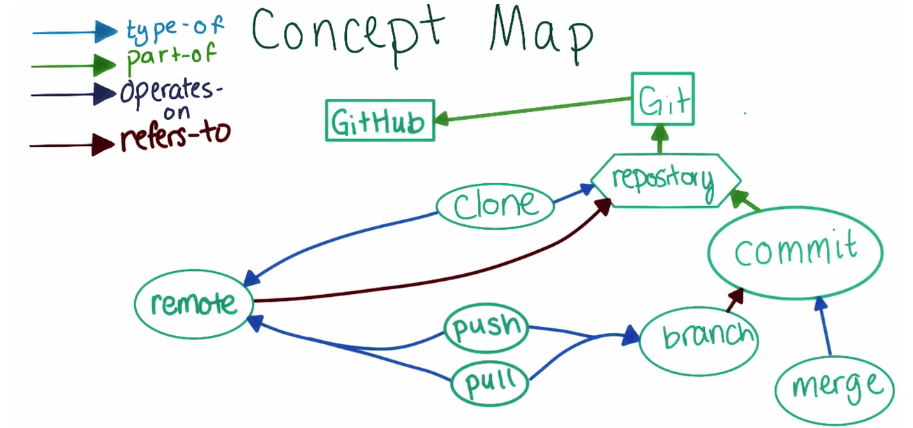 Concept Map
type-of
part-of
operates-
on
refers-to
Git
GitHub
repository
clone
commit
remote
push
branch
pull
merge